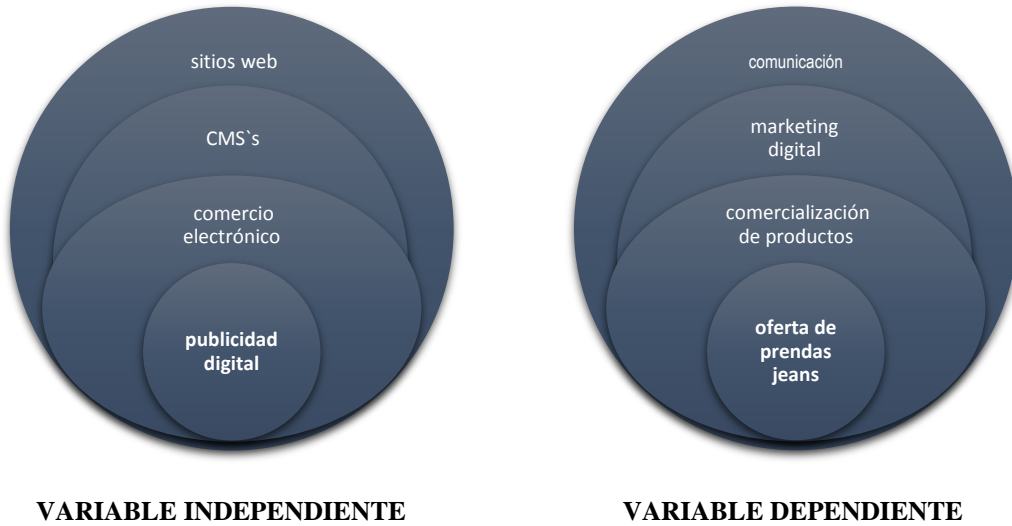 sitios web
CMS`s
comercio
electrónico
publicidad
digital
VARIABLE INDEPENDIENTE
comunicación
marketing
digital
comercialización
de productos
oferta de
prendas
jeans
VARIABLE DEPENDIENTE